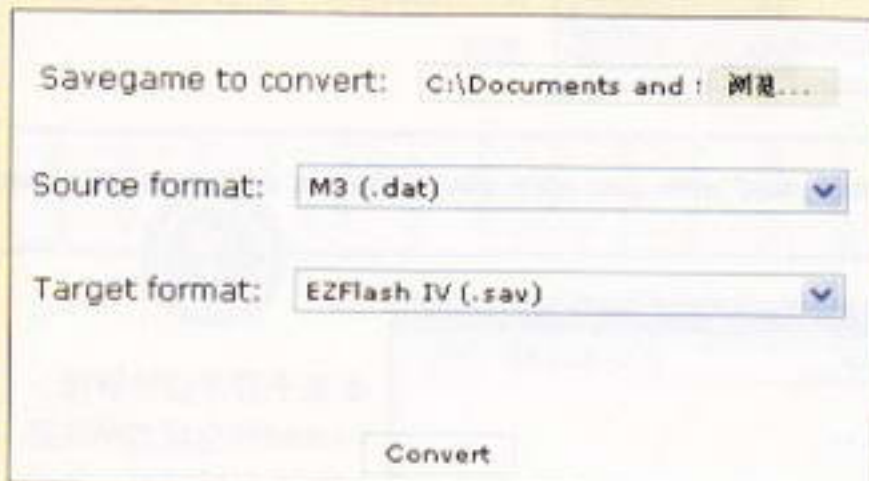 Savegame to convert: C:\Documents and 浏览...
Source format: M3 (.dat)
Target format: EZFlash IV (.sav)
Convert